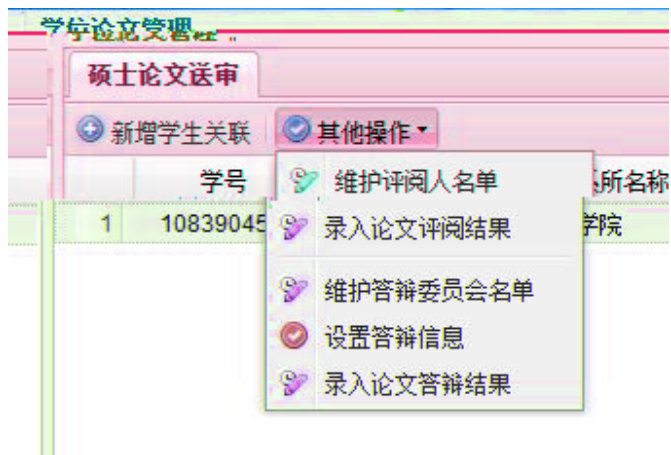 学位论文管理
硕士论文送审
新增学生关联 其他操作
学号 系所名称
1 10839045 学院
维护评阅人名单
录入论文评阅结果
维护答辩委员会名单
设置答辩信息
录入论文答辩结果